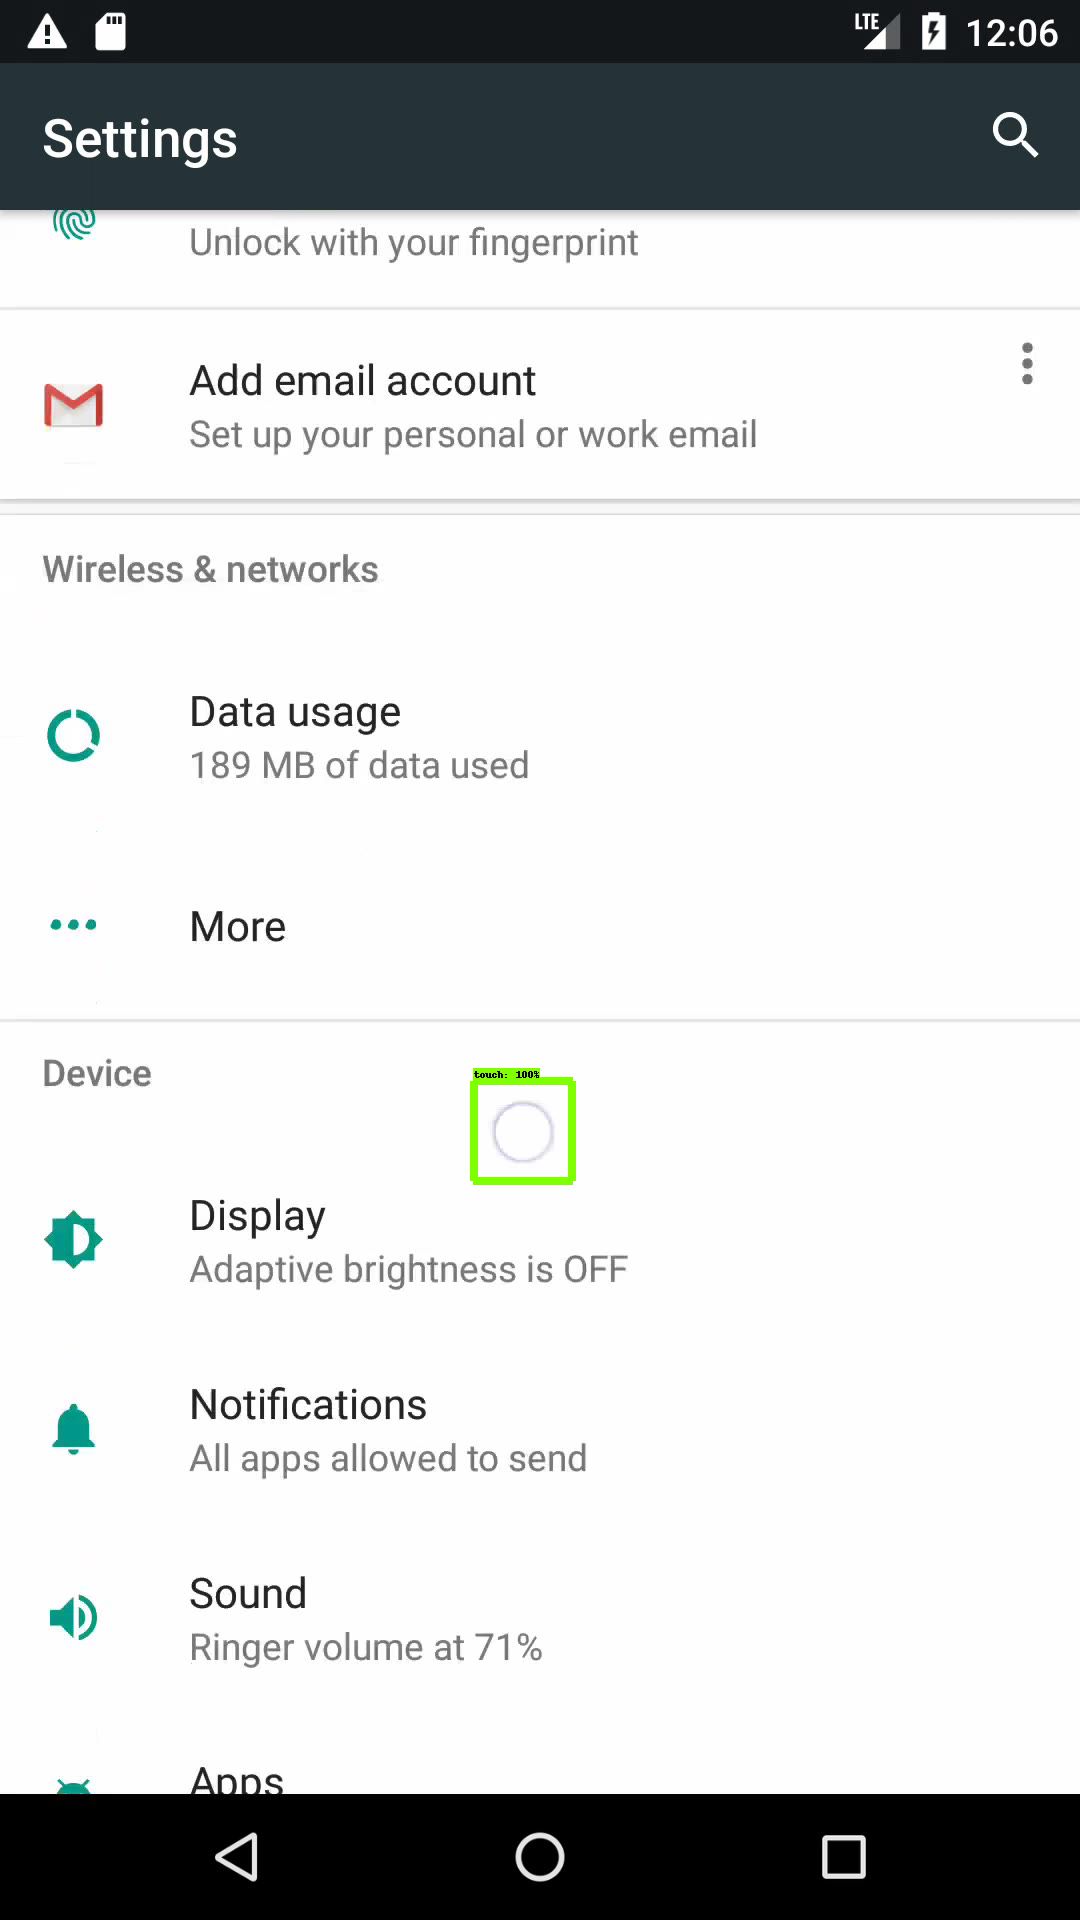 LTE 12:06
Settings
Unlock with your fingerprint
Add email account
Set up your personal or work email
Wireless & networks
Data usage
189 MB of data used
More
Device
touch: 100%
Display
Adaptive brightness is OFF
Notifications
All apps allowed to send
Sound
Ringer volume at 71%
Apps